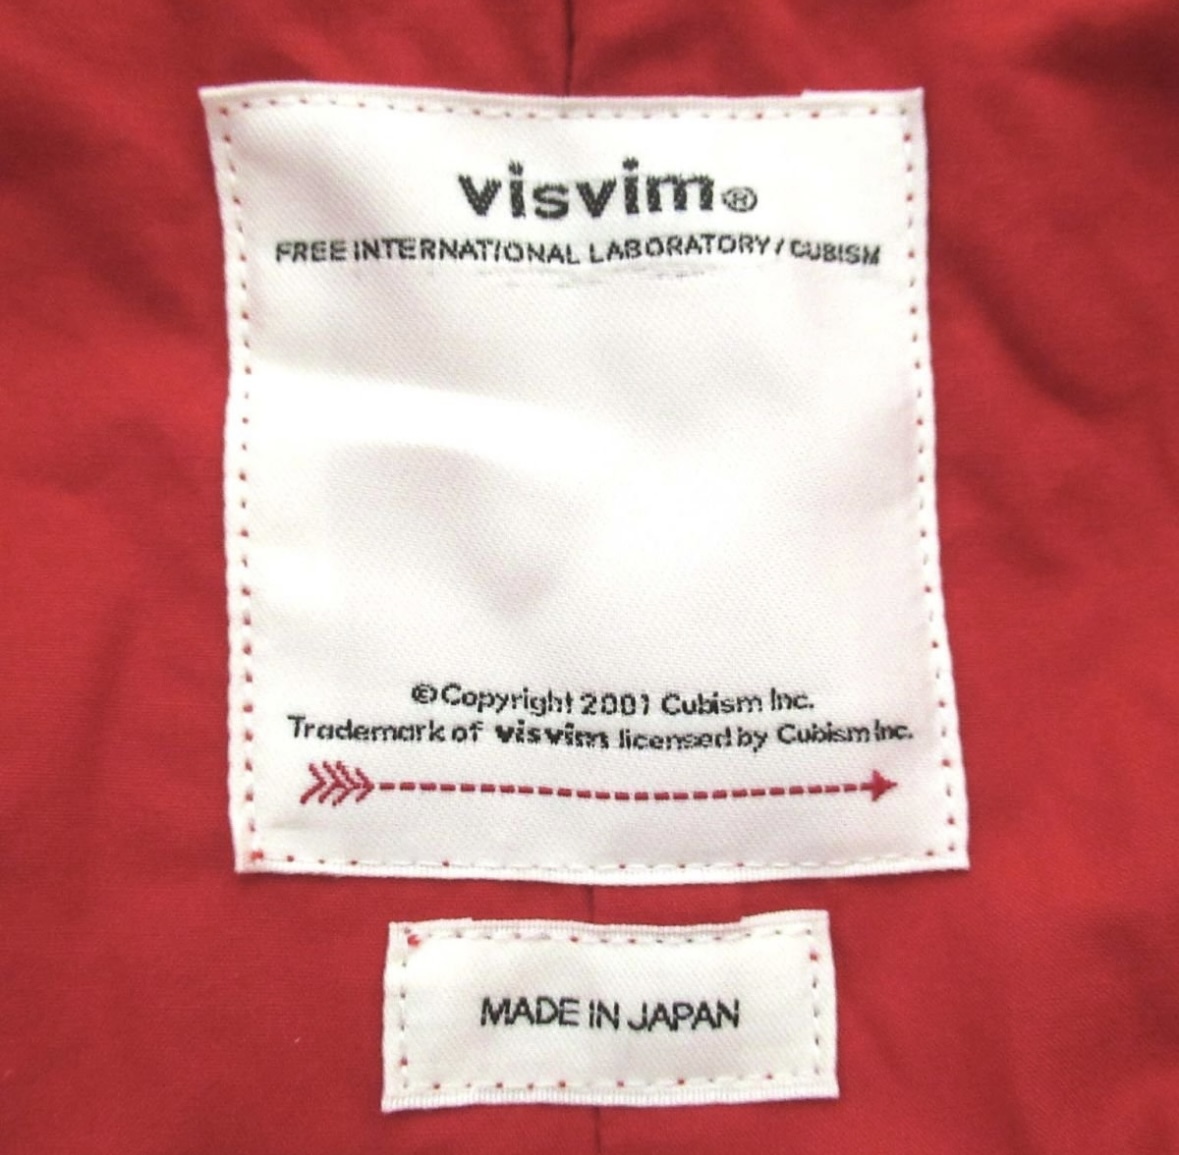 visvim®
FREE INTERNATIONAL LABORATORY / CUBISM
©Copyright 2001 Cubism Inc.
Trademark of visvim licensed by Cubism Inc.
MADE IN JAPAN